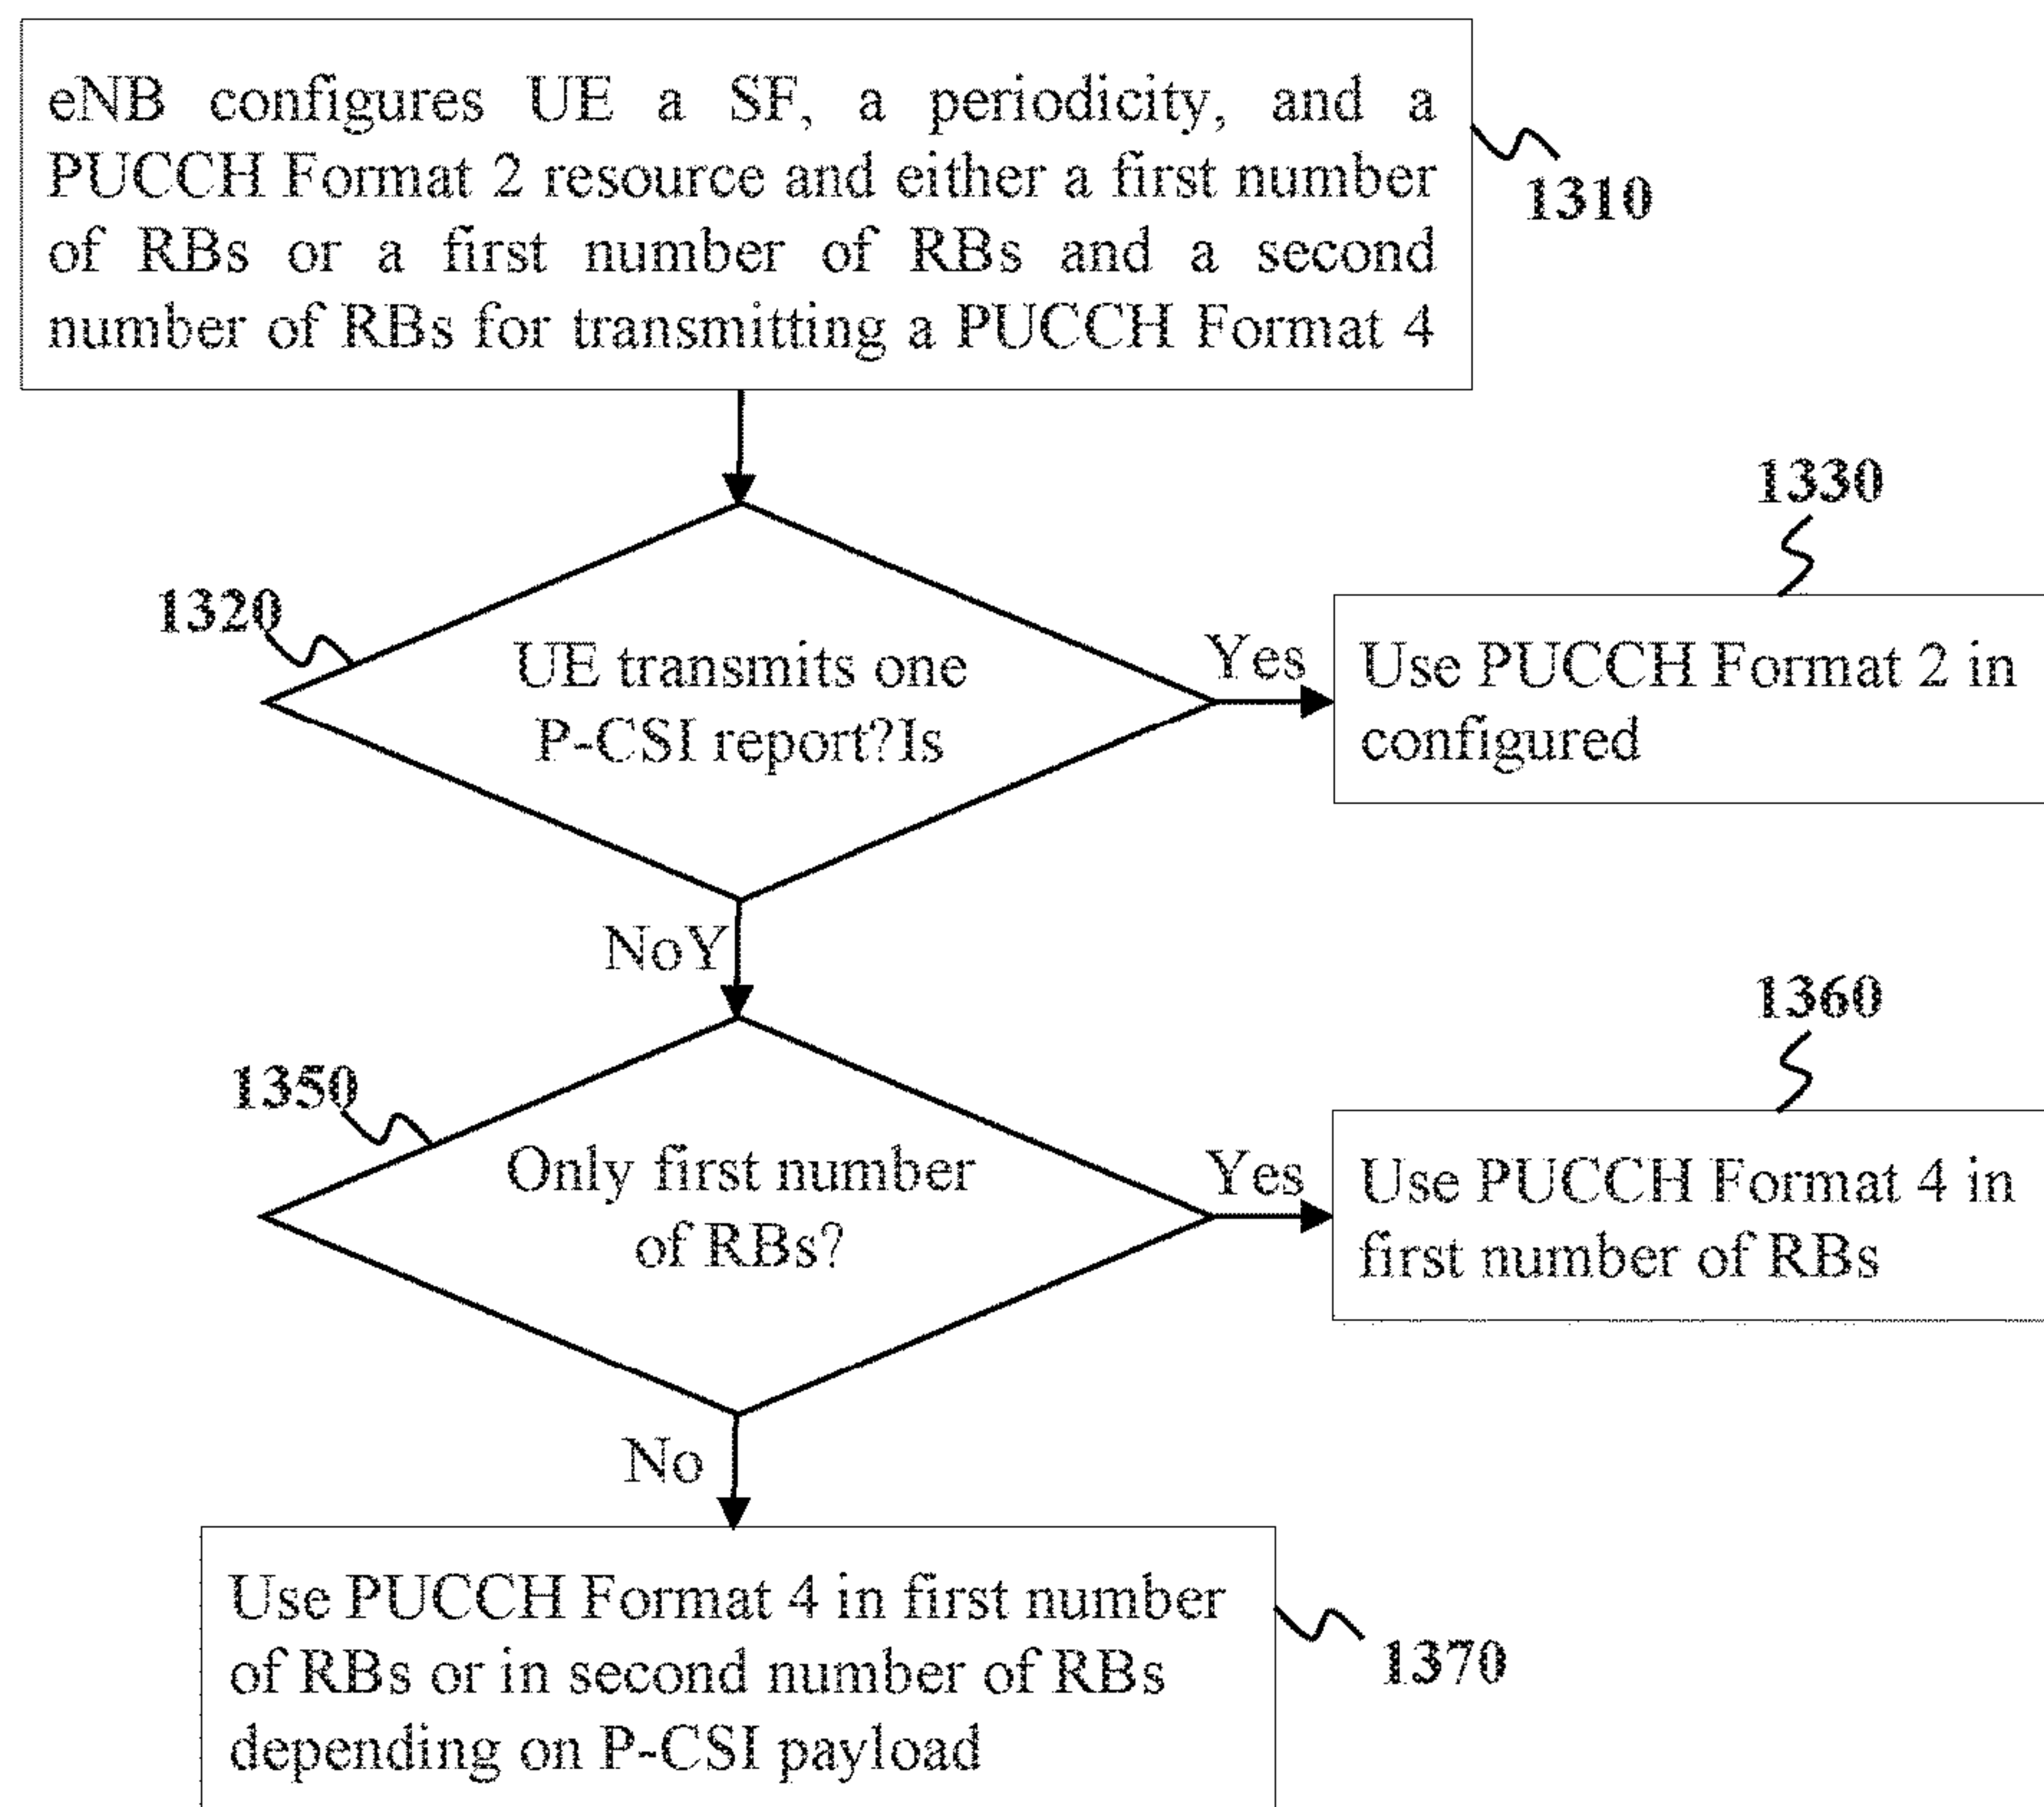 eNB configures UE a SF, a periodicity, and a
PUCCH Format 2 resource and either a first number
of RBs or a first number of RBs and a second
number of RBs for transmitting a PUCCH Format 4
1310
1330
1320
UE transmits one
P-CSI report?Is
Yes
Use PUCCH Format 2 in
configured
NoY
1360
1350
Only first number
of RBs?
Yes
Use PUCCH Format 4 in
first number of RBs
No
Use PUCCH Format 4 in first number
of RBs or in second number of RBs
depending on P-CSI payload
1370